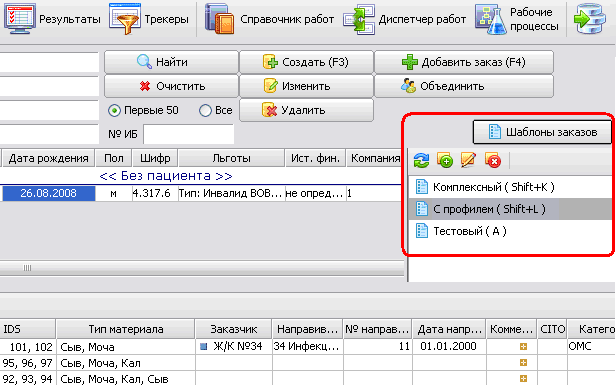 Результаты Трекеры Справочник работ Диспетчер работ Рабочие процессы
Найти Создать (F3) Добавить заказ (F4)
Очистить Изменить Объединить
Первые 50 Все Удалить
№ ИБ
Шаблоны заказов
Дата рождения Пол Шифр Льготы Ист. фин. Компания
<< Без пациента >>
26.08.2008 м 4.317.6 Тип: Инвалид ВОВ... не опред... 1
Комплексный ( Shift+K )
С профилем ( Shift+L )
Тестовый ( A )
IDS Тип материала Заказчик Направив... № направ... Дата напр... Комме... CITO Катего
101, 102 Сыв, Моча Ж/К №34 34 Инфекц... 11 01.01.2000 ОМС
95, 96, 97 Сыв, Моча, Кал
92, 93, 94 Сыв, Моча, Кал, Сыв